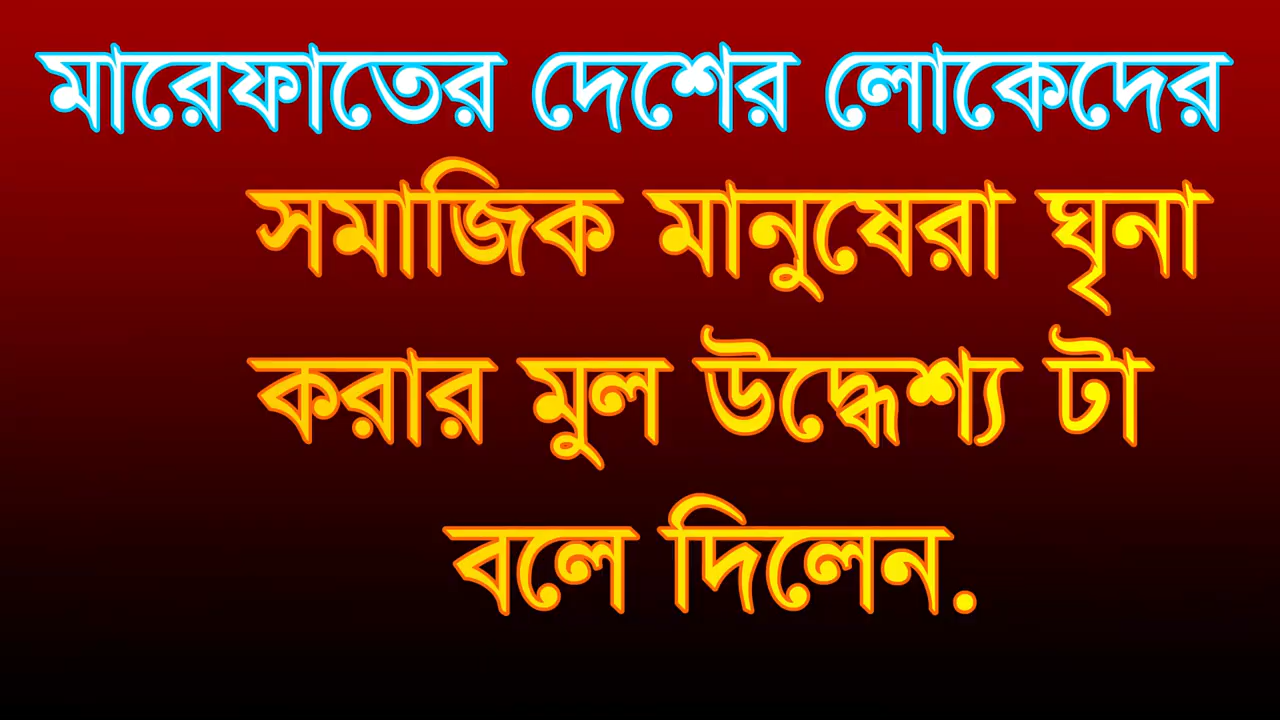 মারেফাতের দেশের লোকেদের
সমাজিক মানুষেরা ঘৃনা
করার মুল উদ্ধেশ্য টা
বলে দিলেন.